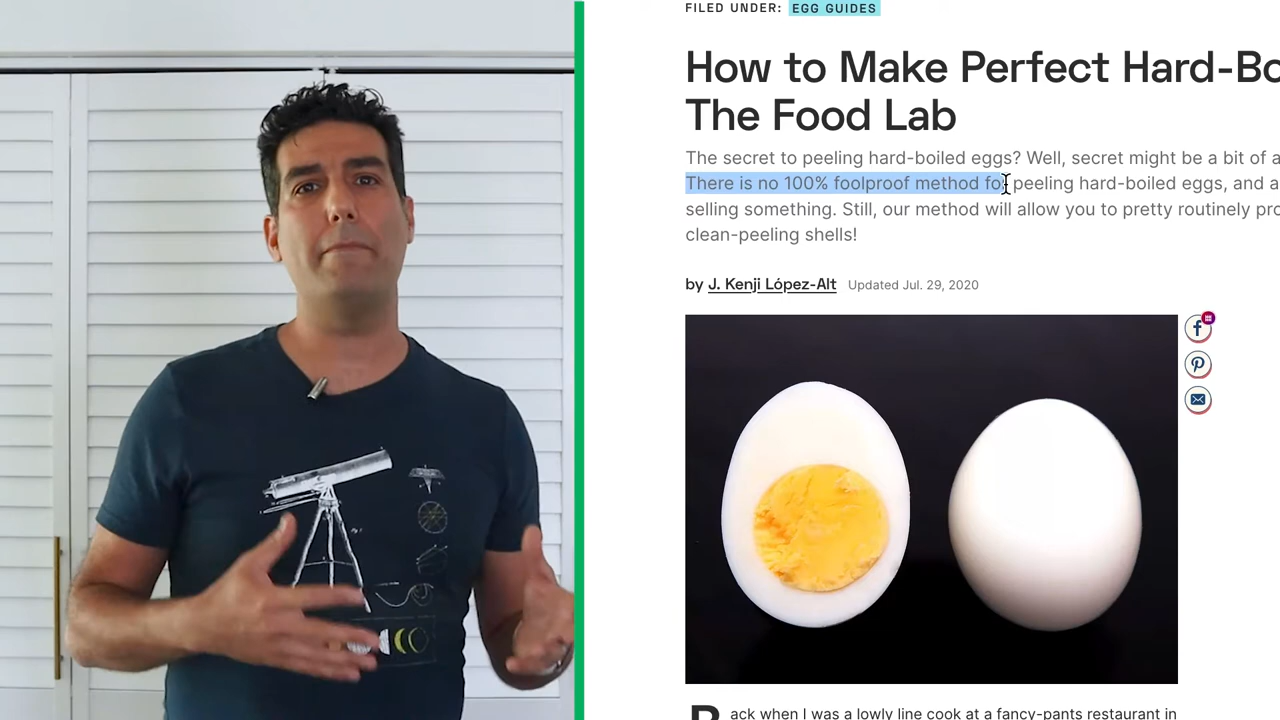 FILED UNDER: EGG GUIDES
How to Make Perfect Hard-Bo
The Food Lab
The secret to peeling hard-boiled eggs? Well, secret might be a bit of a
There is no 100% foolproof method for peeling hard-boiled eggs, and a
selling something. Still, our method will allow you to pretty routinely pro
clean-peeling shells!
by J. Kenji López-Alt Updated Jul. 29, 2020
ack when I was a lowly line cook at a fancy-pants restaurant in